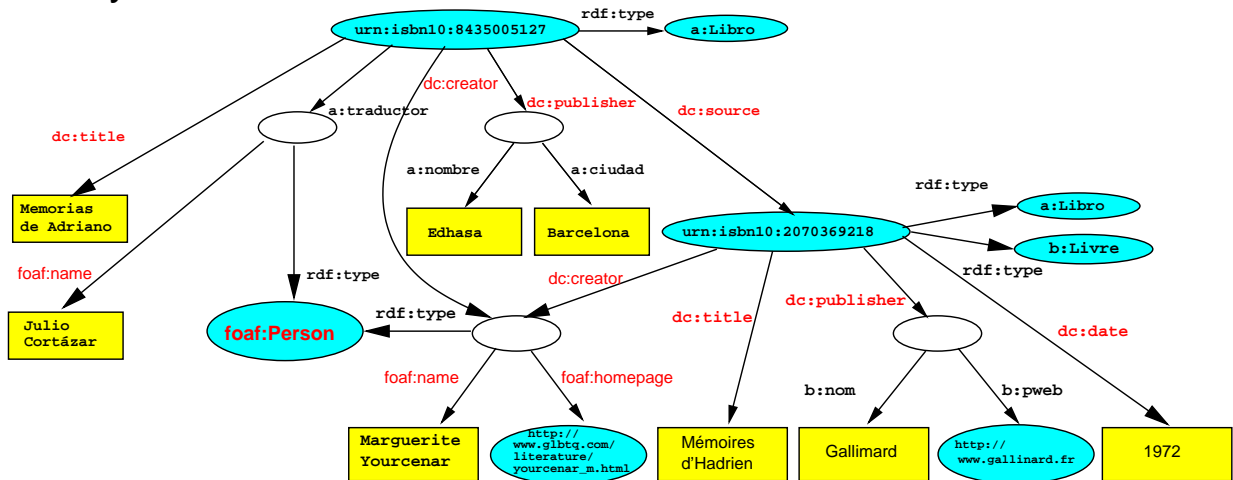 rdf:type
urn:isbn10:8435005127
a:Libro
dc:creator
a:traductor
dc:publisher
dc:source
dc:title
a:nombre
a:ciudad
rdf:type
a:Libro
Memorias
de Adriano
Edhasa
Barcelona
urn:isbn10:2070369218
b:Livre
foaf:name
rdf:type
dc:creator
rdf:type
dc:publisher
rdf:type
dc:title
dc:date
Julio
Cortázar
foaf:Person
foaf:name
foaf:homepage
b:nom
b:pweb
Marguerite
Yourcenar
http://
www.glbtq.com/
literature/
yourcenar_m.html
Mémoires
d'Hadrien
Gallimard
http://
www.gallinard.fr
1972